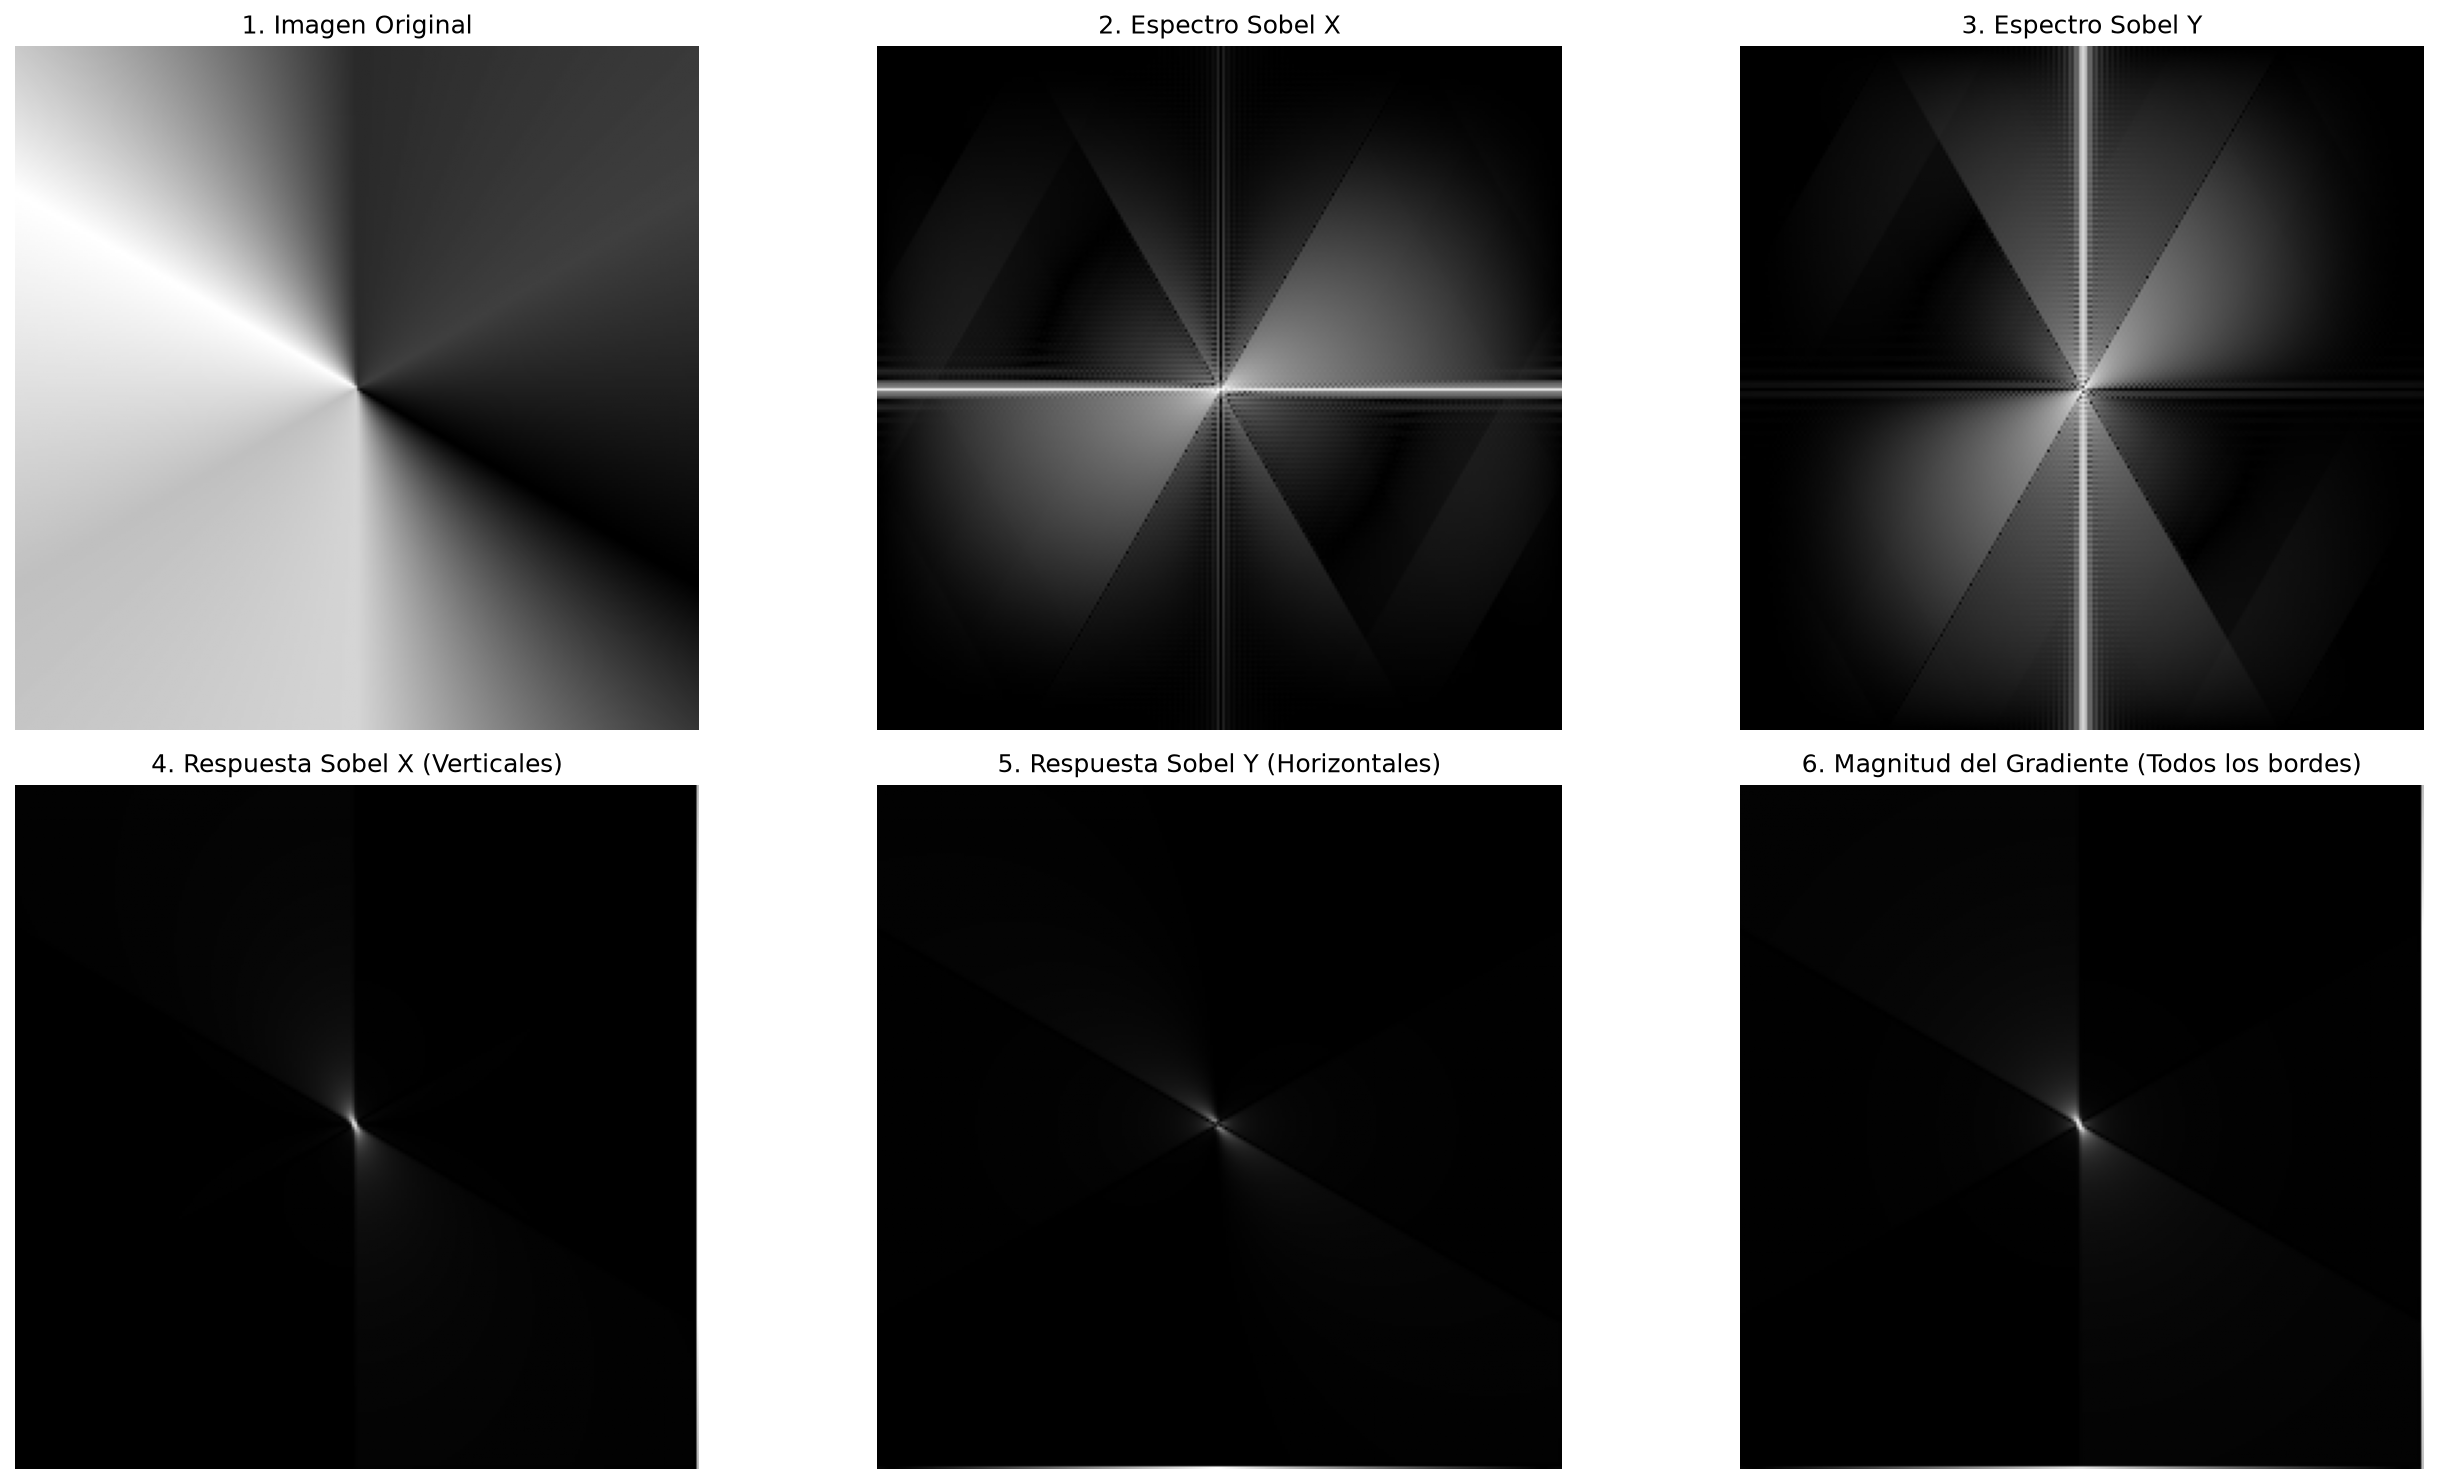 1. Imagen Original
2. Espectro Sobel X
3. Espectro Sobel Y
4. Respuesta Sobel X (Verticales)
5. Respuesta Sobel Y (Horizontales)
6. Magnitud del Gradiente (Todos los bordes)